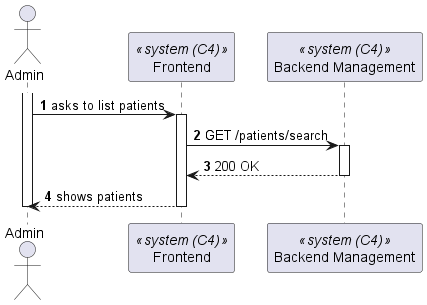 Admin
«system (C4)»
Frontend
«system (C4)»
Backend Management
1 asks to list patients
2 GET /patients/search
3 200 OK
4 shows patients
Admin
«system (C4)»
Frontend
«system (C4)»
Backend Management